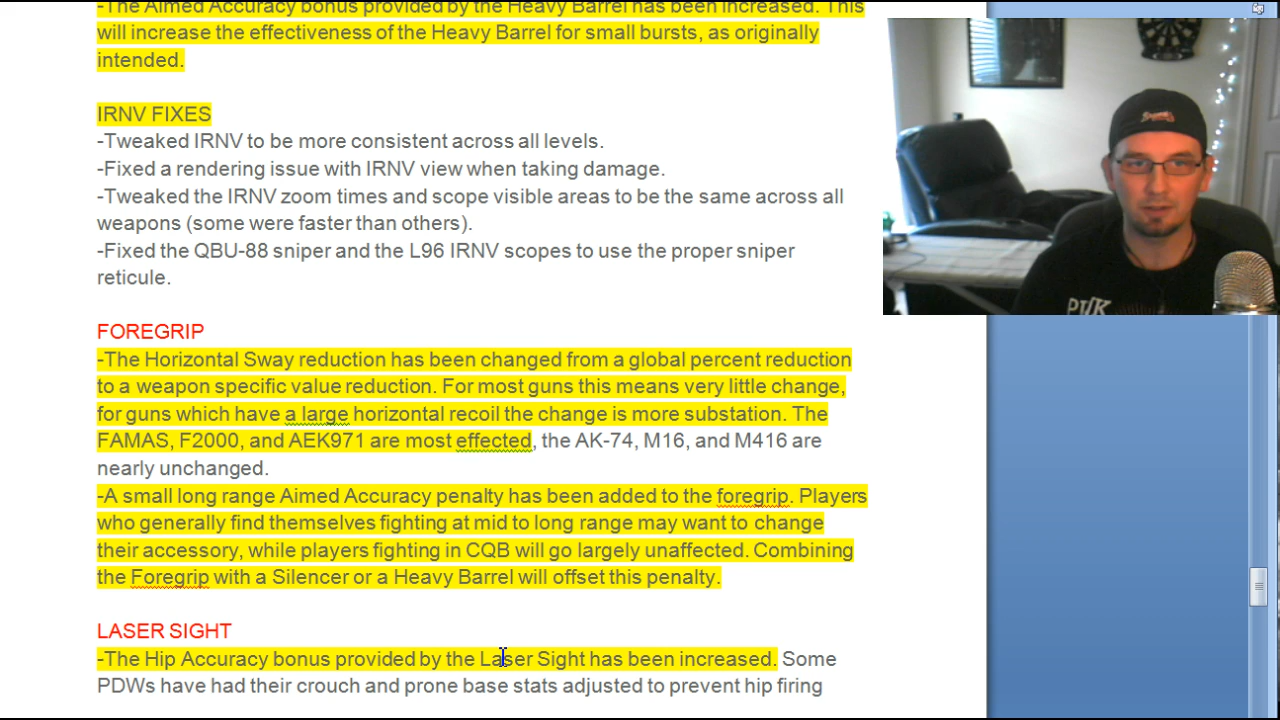 -The Aimed Accuracy bonus provided by the Heavy Barrel has been increased. This
will increase the effectiveness of the Heavy Barrel for small bursts, as originally
intended.
IRNV FIXES
-Tweaked IRNV to be more consistent across all levels.
-Fixed a rendering issue with IRNV view when taking damage.
-Tweaked the IRNV zoom times and scope visible areas to be the same across all
weapons (some were faster than others).
-Fixed the QBU-88 sniper and the L96 IRNV scopes to use the proper sniper
reticule.
FOREGRIP
-The Horizontal Sway reduction has been changed from a global percent reduction
to a weapon specific value reduction. For most guns this means very little change,
for guns which have a large horizontal recoil the change is more substation. The
FAMAS, F2000, and AEK971 are most effected, the AK-74, M16, and M416 are
nearly unchanged.
-A small long range Aimed Accuracy penalty has been added to the foregrip. Players
who generally find themselves fighting at mid to long range may want to change
their accessory, while players fighting in CQB will go largely unaffected. Combining
the Foregrip with a Silencer or a Heavy Barrel will offset this penalty.
LASER SIGHT
-The Hip Accuracy bonus provided by the Laser Sight has been increased. Some
PDWs have had their crouch and prone base stats adjusted to prevent hip firing